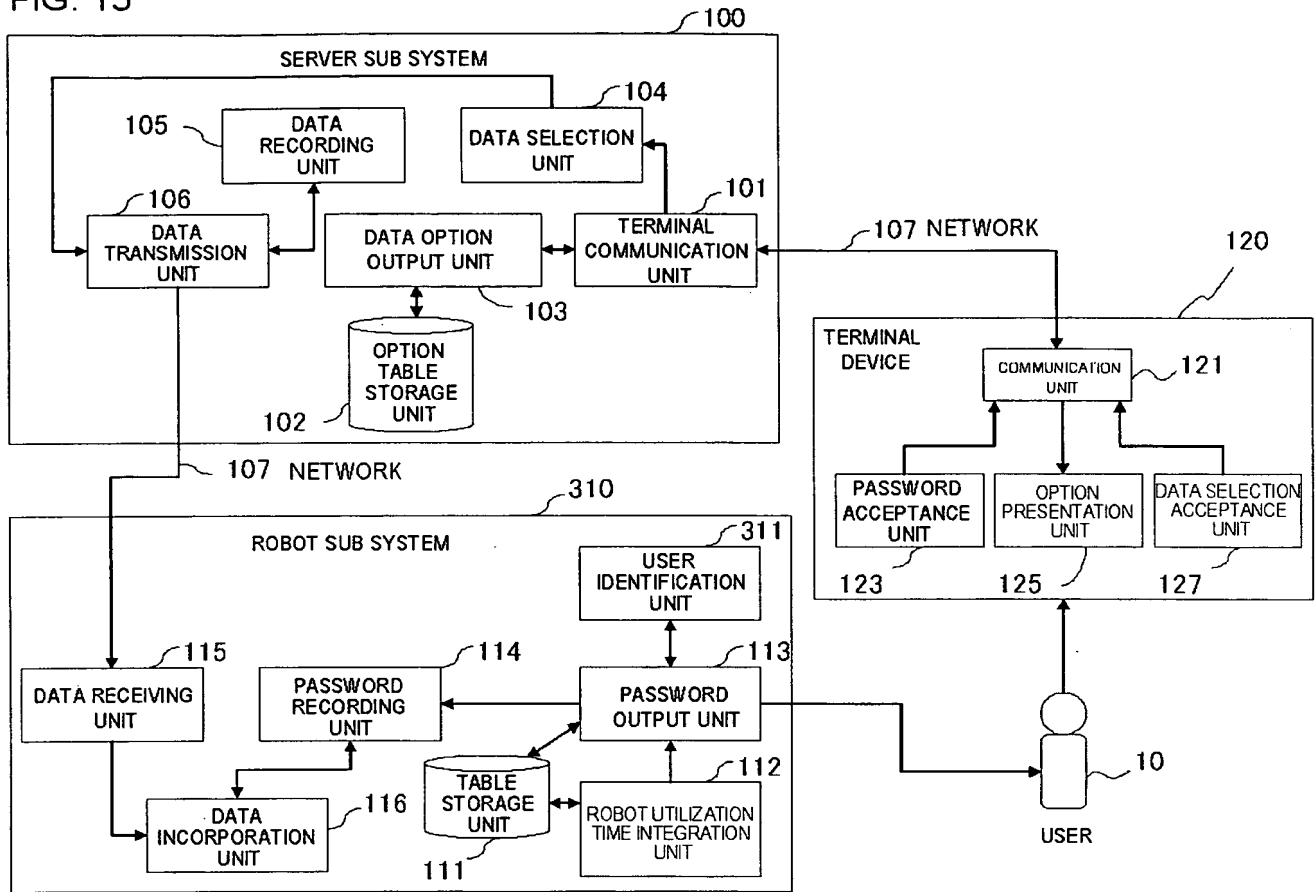 FIG. 15
100
SERVER SUB SYSTEM
104
105
DATA
RECORDING
UNIT
DATA SELECTION
UNIT
101
106
DATA
TRANSMISSION
UNIT
DATA OPTION
OUTPUT UNIT
TERMINAL
COMMUNICATION
UNIT
107 NETWORK
103
120
OPTION
TABLE
STORAGE
UNIT
102
TERMINAL
DEVICE
COMMUNICATION
UNIT
121
107 NETWORK
PASSWORD
ACCEPTANCE
UNIT
OPTION
PRESENTATION
UNIT
DATA SELECTION
ACCEPTANCE
UNIT
123
125
127
310
ROBOT SUB SYSTEM
311
USER
IDENTIFICATION
UNIT
115
114
113
DATA RECEIVING
UNIT
PASSWORD
RECORDING
UNIT
PASSWORD
OUTPUT UNIT
112
TABLE
STORAGE
UNIT
ROBOT UTILIZATION
TIME INTEGRATION
UNIT
DATA
INCORPORATION
UNIT
116
111
10
USER